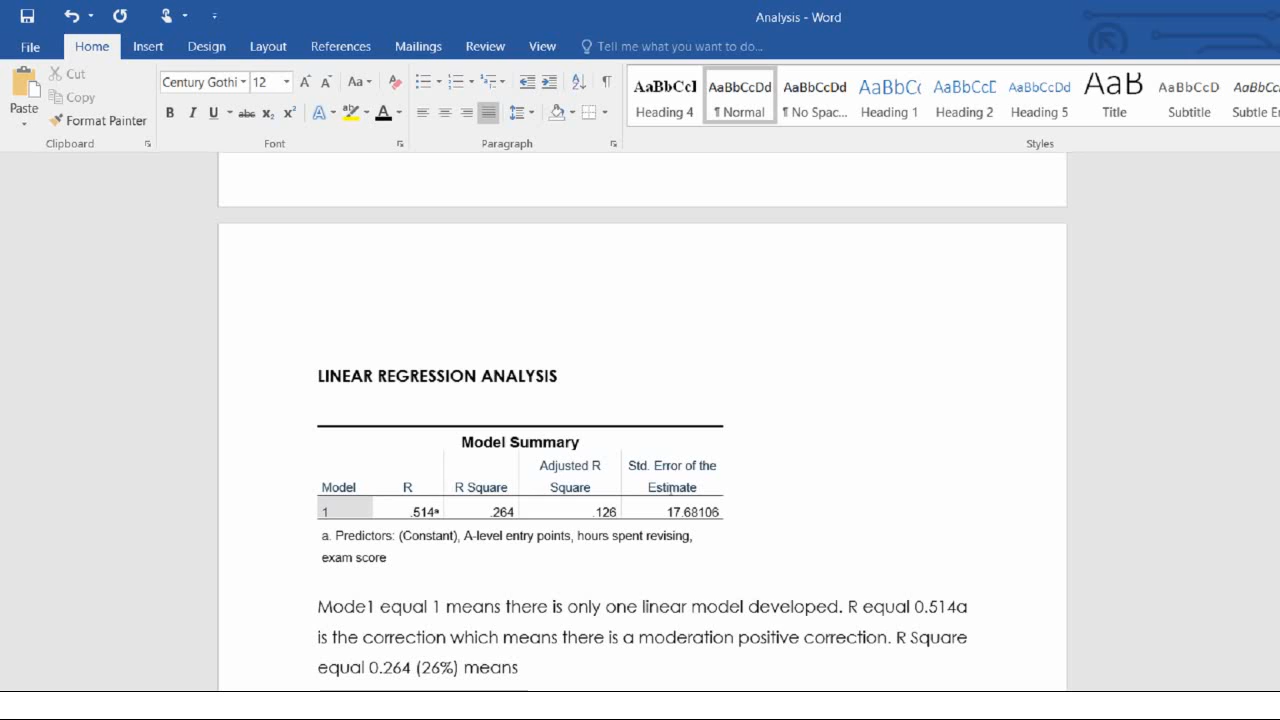 Analysis - Word
File Home Insert Design Layout References Mailings Review View Tell me what you want to do...
Paste
Cut
Copy
Format Painter
Clipboard
Century Gothi 12
Font
Paragraph
AaBbCcI AaBbCcDd AaBbCcDd AaBbC AaBbCcE AaBbCcDd AaB AaBbCcD AaBbCc
Heading 4 ¶ Normal ¶ No Spac... Heading 1 Heading 2 Heading 5 Title Subtitle Subtle E
Styles
LINEAR REGRESSION ANALYSIS
Model Summary
Model R R Square Adjusted R Square Std. Error of the Estimate
1 .514ª .264 .126 17.68106
a. Predictors: (Constant), A-level entry points, hours spent revising,
exam score
Mode1 equal 1 means there is only one linear model developed. R equal 0.514a
is the correction which means there is a moderation positive correction. R Square
equal 0.264 (26%) means